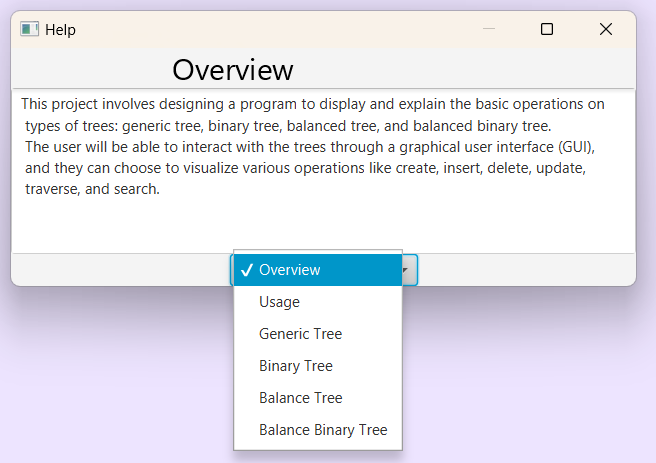 Help
Overview
This project involves designing a program to display and explain the basic operations on
types of trees: generic tree, binary tree, balanced tree, and balanced binary tree.
The user will be able to interact with the trees through a graphical user interface (GUI),
and they can choose to visualize various operations like create, insert, delete, update,
traverse, and search.
Overview
Usage
Generic Tree
Binary Tree
Balance Tree
Balance Binary Tree